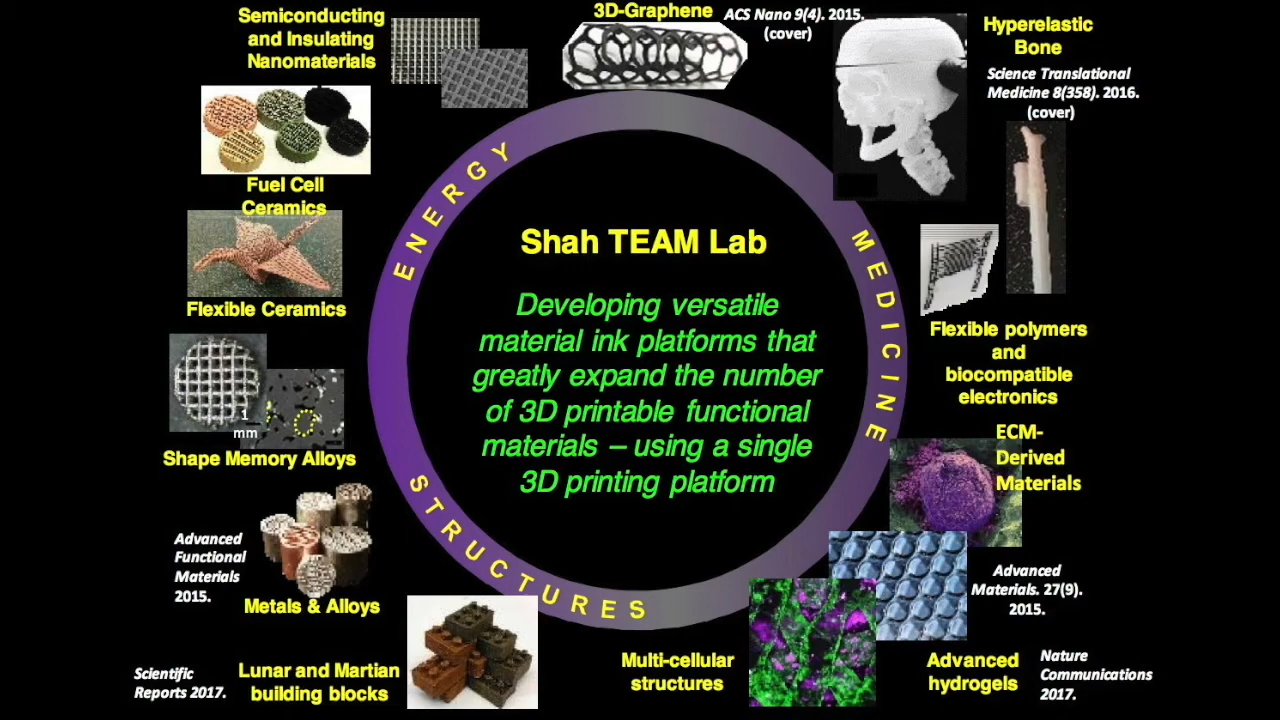 Semiconducting
and Insulating
Nanomaterials
3D-Graphene
ACS Nano 9(4). 2015.
(cover)
Hyperelastic
Bone
Science Translational
Medicine 8(358). 2016.
(cover)
Fuel Cell
Ceramics
Flexible Ceramics
1
mm
Shape Memory Alloys
Advanced
Functional
Materials
2015.
Metals & Alloys
Scientific
Reports 2017.
Lunar and Martian
building blocks
ENERGY
MEDICINE
STRUCTURES
Shah TEAM Lab
Developing versatile
material ink platforms that
greatly expand the number
of 3D printable functional
materials – using a single
3D printing platform
Flexible polymers
and
biocompatible
electronics
ECM-
Derived
Materials
Advanced
Materials. 27(9).
2015.
Multi-cellular
structures
Advanced
hydrogels
Nature
Communications
2017.